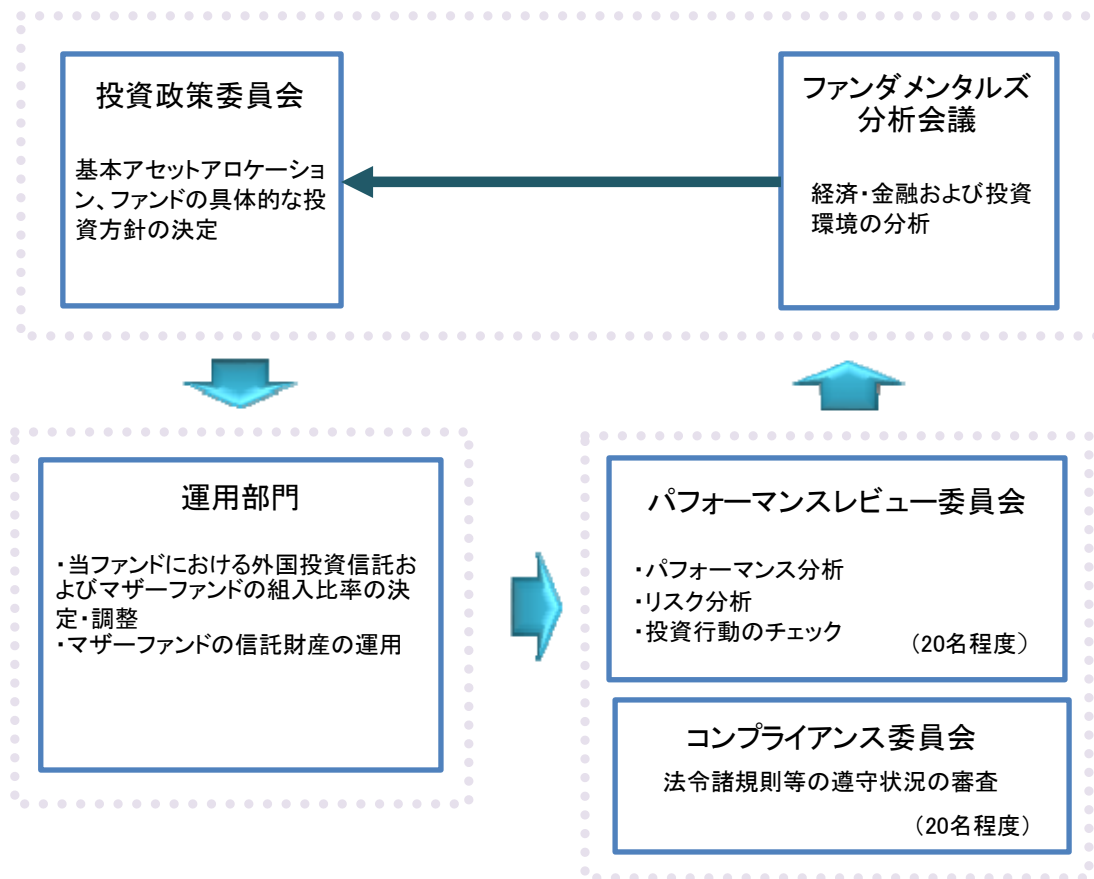 投資政策委員会
基本アセットアロケーショ
ン、ファンドの具体的な投
資方針の決定
ファンダメンタルズ
分析会議
経済・金融および投資
環境の分析
運用部門
・当ファンドにおける外国投資信託お
よびマザーファンドの組入比率の決
定・調整
・マザーファンドの信託財産の運用
パフォーマンスレビュー委員会
・パフォーマンス分析
・リスク分析
・投資行動のチェック
（20名程度）
コンプライアンス委員会
法令諸規則等の遵守状況の審査
（20名程度）